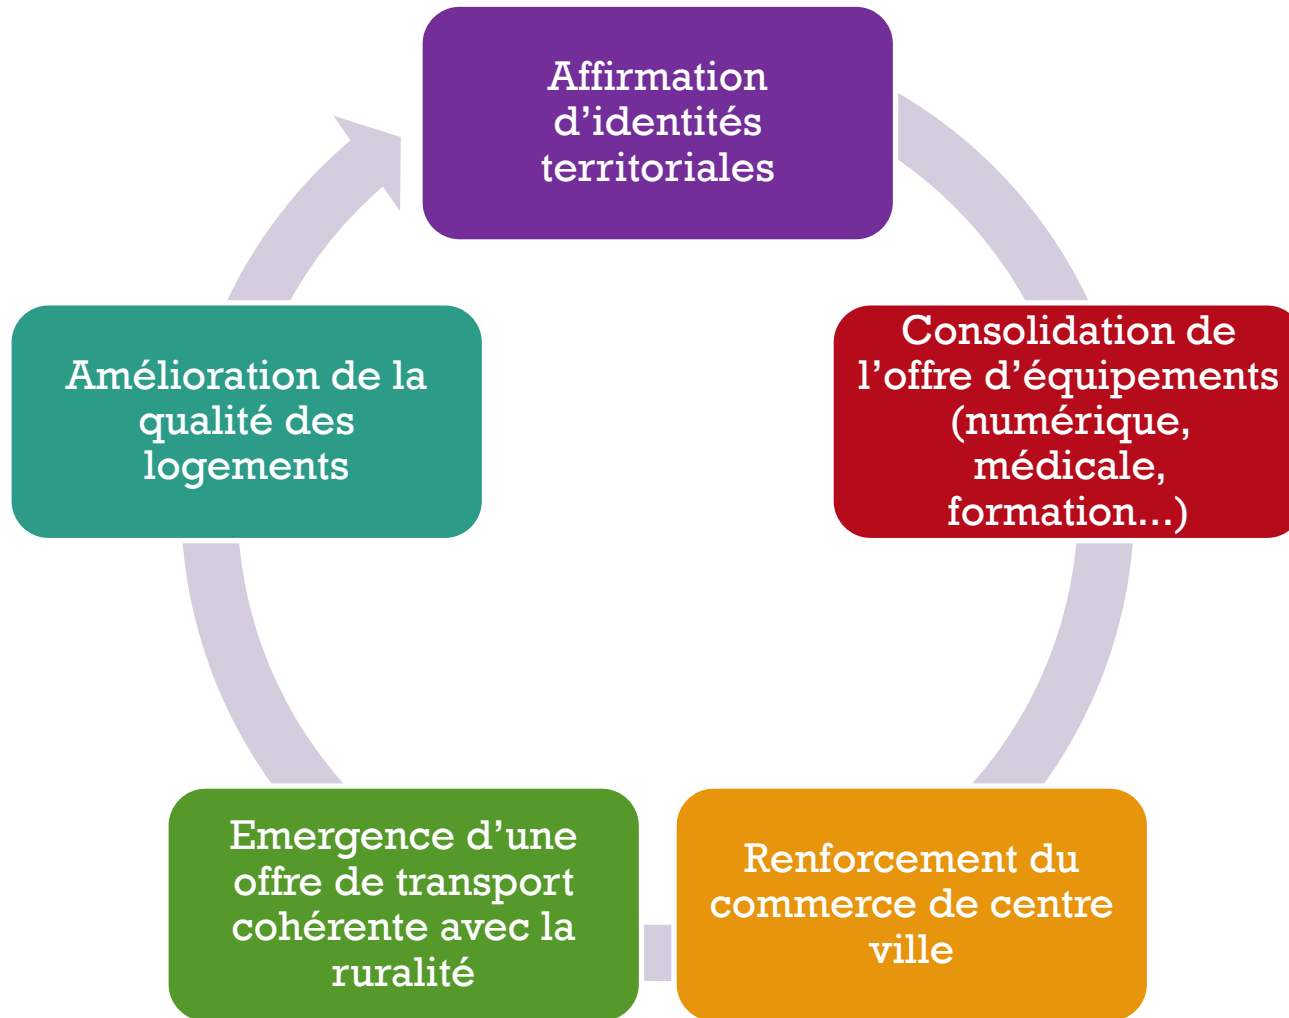 Affirmation
d’identités
territoriales
Consolidation de
l’offre d’équipements
(numérique,
médicale,
formation…)
Renforcement du
commerce de centre
ville
Emergence d’une
offre de transport
cohérente avec la
ruralité
Amélioration de la
qualité des
logements